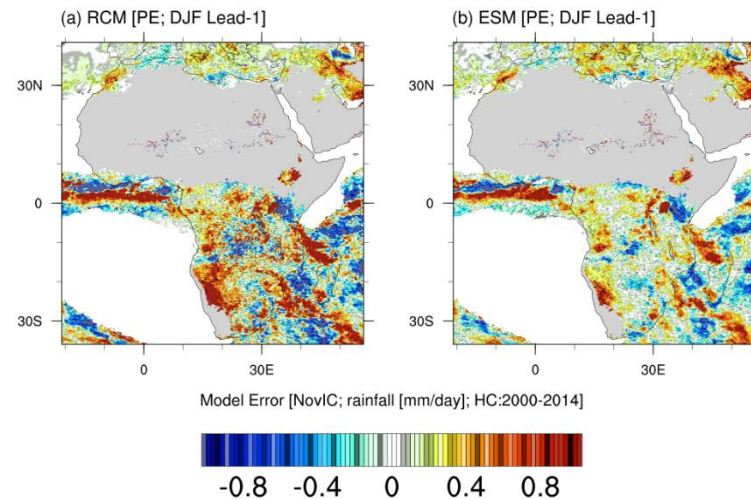 (a) RCM [PE; DJF Lead-1]
(b) ESM [PE; DJF Lead-1]
30N
0
30S
0
30E
30N
0
30S
0
30E
Model Error [NovIC; rainfall [mm/day]; HC:2000-2014]
-0.8 -0.4 0 0.4 0.8